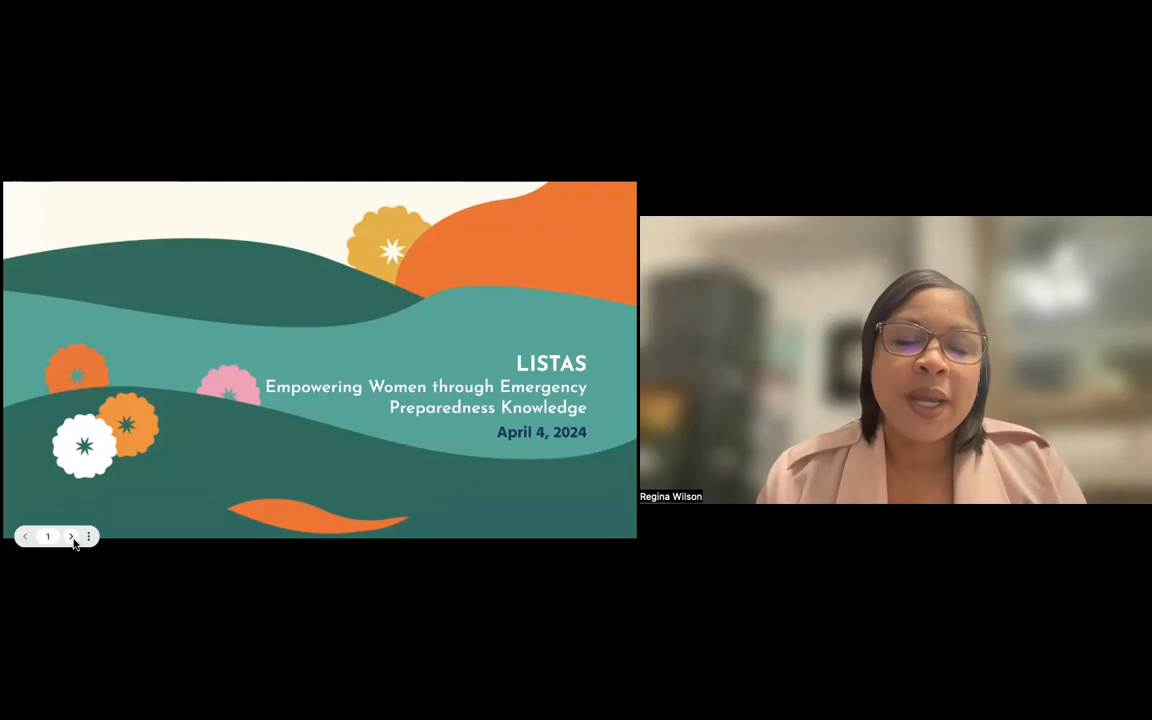 LISTAS
Empowering Women through Emergency
Preparedness Knowledge
April 4, 2024
1
Regina Wilson